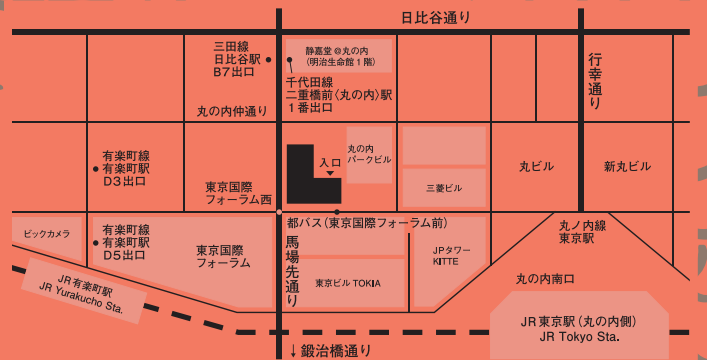 日比谷通り
三田線
日比谷駅
B7出口
静嘉堂@丸の内
(明治生命館1階)
千代田線
二重橋前〈丸の内〉駅
1番出口
行幸通り
丸の内仲通り
有楽町線
有楽町駅
D3出口
東京国際
フォーラム西
入口
丸の内
パークビル
三菱ビル
丸ビル
新丸ビル
都バス(東京国際フォーラム前)
ビックカメラ
有楽町線
有楽町駅
D5出口
東京国際
フォーラム
馬場先通り
東京ビル TOKIA
JPタワー
KITTE
丸ノ内線
東京駅
丸の内南口
JR有楽町駅
JR Yurakucho Sta.
JR東京駅(丸の内側)
JR Tokyo Sta.
↓鍛治橋通り